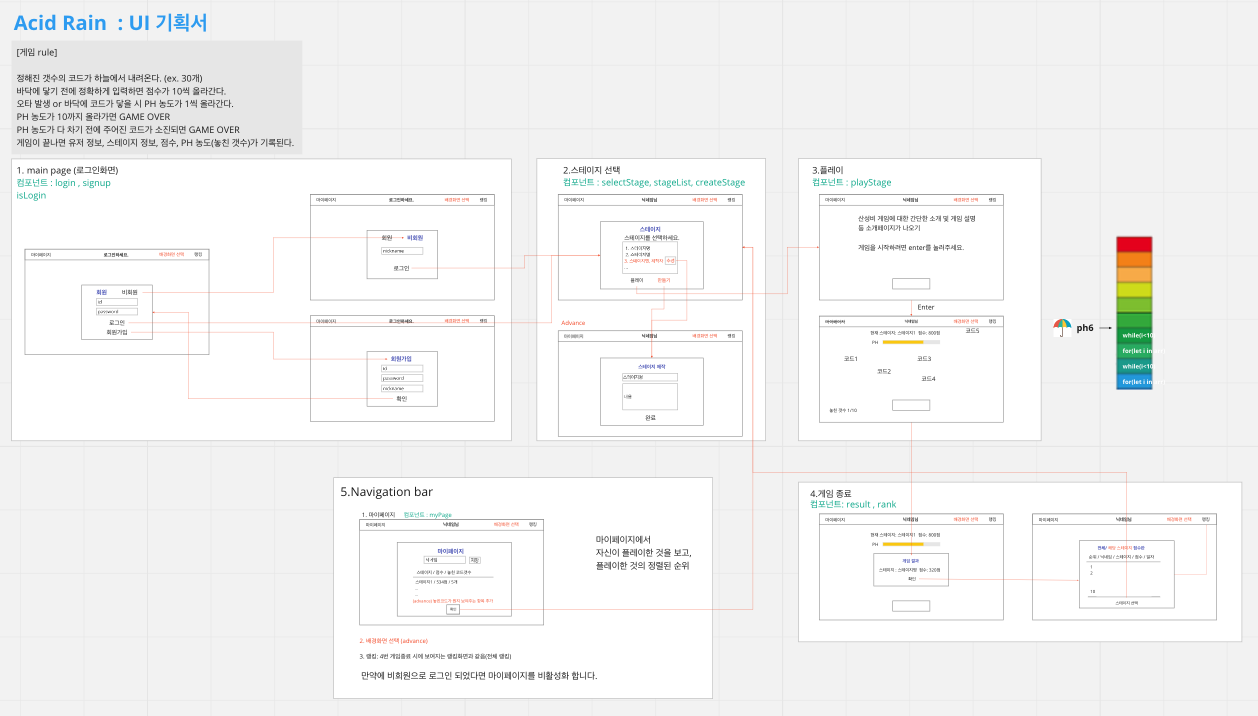 Acid Rain : UI 기획서
[게임 rule]
정해진 갯수의 코드가 하늘에서 내려온다. (ex. 30개)
바닥에 닿기 전에 정확하게 입력하면 점수가 10씩 올라간다.
오타 발생 or 바닥에 코드가 닿을 시 PH 농도가 1씩 올라간다.
PH 농도가 10까지 올라가면 GAME OVER
PH 농도가 다 차기 전에 주어진 코드가 소진되면 GAME OVER
게임이 끝나면 유저 정보, 스테이지 정보, 점수, PH 농도(놓친 갯수)가 기록된다.
1. main page (로그인화면)
컴포넌트 : login , signup
isLogin
마이페이지 로그인하세요. 배경화면 선택 랭킹
회원 비회원
id
password
로그인
회원가입
마이페이지 로그인하세요. 배경화면 선택 랭킹
회원 비회원
nickname
로그인
마이페이지 로그인하세요. 배경화면 선택 랭킹
회원가입
id
password
nickname
확인
2.스테이지 선택
컴포넌트 : selectStage, stageList, createStage
마이페이지 닉네임님 배경화면 선택 랭킹
스테이지
스테이지를 선택하세요.
1. 스테이지명
2. 스테이지명
3. 스테이지명, 제작자 수정
...
플레이 만들기
Advance
마이페이지 닉네임님 배경화면 선택 랭킹
스테이지 제작
스테이지명
내용
완료
3.플레이
컴포넌트 : playStage
마이페이지 닉네임님 배경화면 선택 랭킹
산성비 게임에 대한 간단한 소개 및 게임 설명
등 소개페이지가 나오기
게임을 시작하려면 enter를 눌러주세요.
Enter
마이페이지 닉네임님 배경화면 선택 랭킹
현재 스테이지: 스테이지1 점수: 800점
PH
코드5
코드1
코드3
코드2
코드4
놓친 갯수 1/10
ph6
while(i<10
for(let i in
while(i<10
for(let i in
4.게임 종료
컴포넌트: result , rank
마이페이지 닉네임님 배경화면 선택 랭킹
현재 스테이지: 스테이지1 점수: 800점
PH
게임 결과
스테이지 : 스테이지명 점수: 320점
확인
마이페이지 닉네임님 배경화면 선택 랭킹
전체/ 해당 스테이지 점수판
순위 / 닉네임 / 스테이지 / 점수 / 일자
1
2
10
스테이지 선택
5.Navigation bar
1. 마이페이지 컴포넌트 : myPage
마이페이지 닉네임님 배경화면 선택 랭킹
마이페이지
닉네임 저장
스테이지 / 점수 / 놓친 코드갯수
스테이지1 / 534점 / 5개
...
확인
마이페이지에서
자신이 플레이한 것을 보고,
플레이한 것의 정렬된 순위
2. 배경화면 선택 (advance)
3. 랭킹: 4번 게임종료 시에 보여지는 랭킹화면과 같음(전체 랭킹)
만약에 비회원으로 로그인 되었다면 마이페이지를 비활성화 합니다.